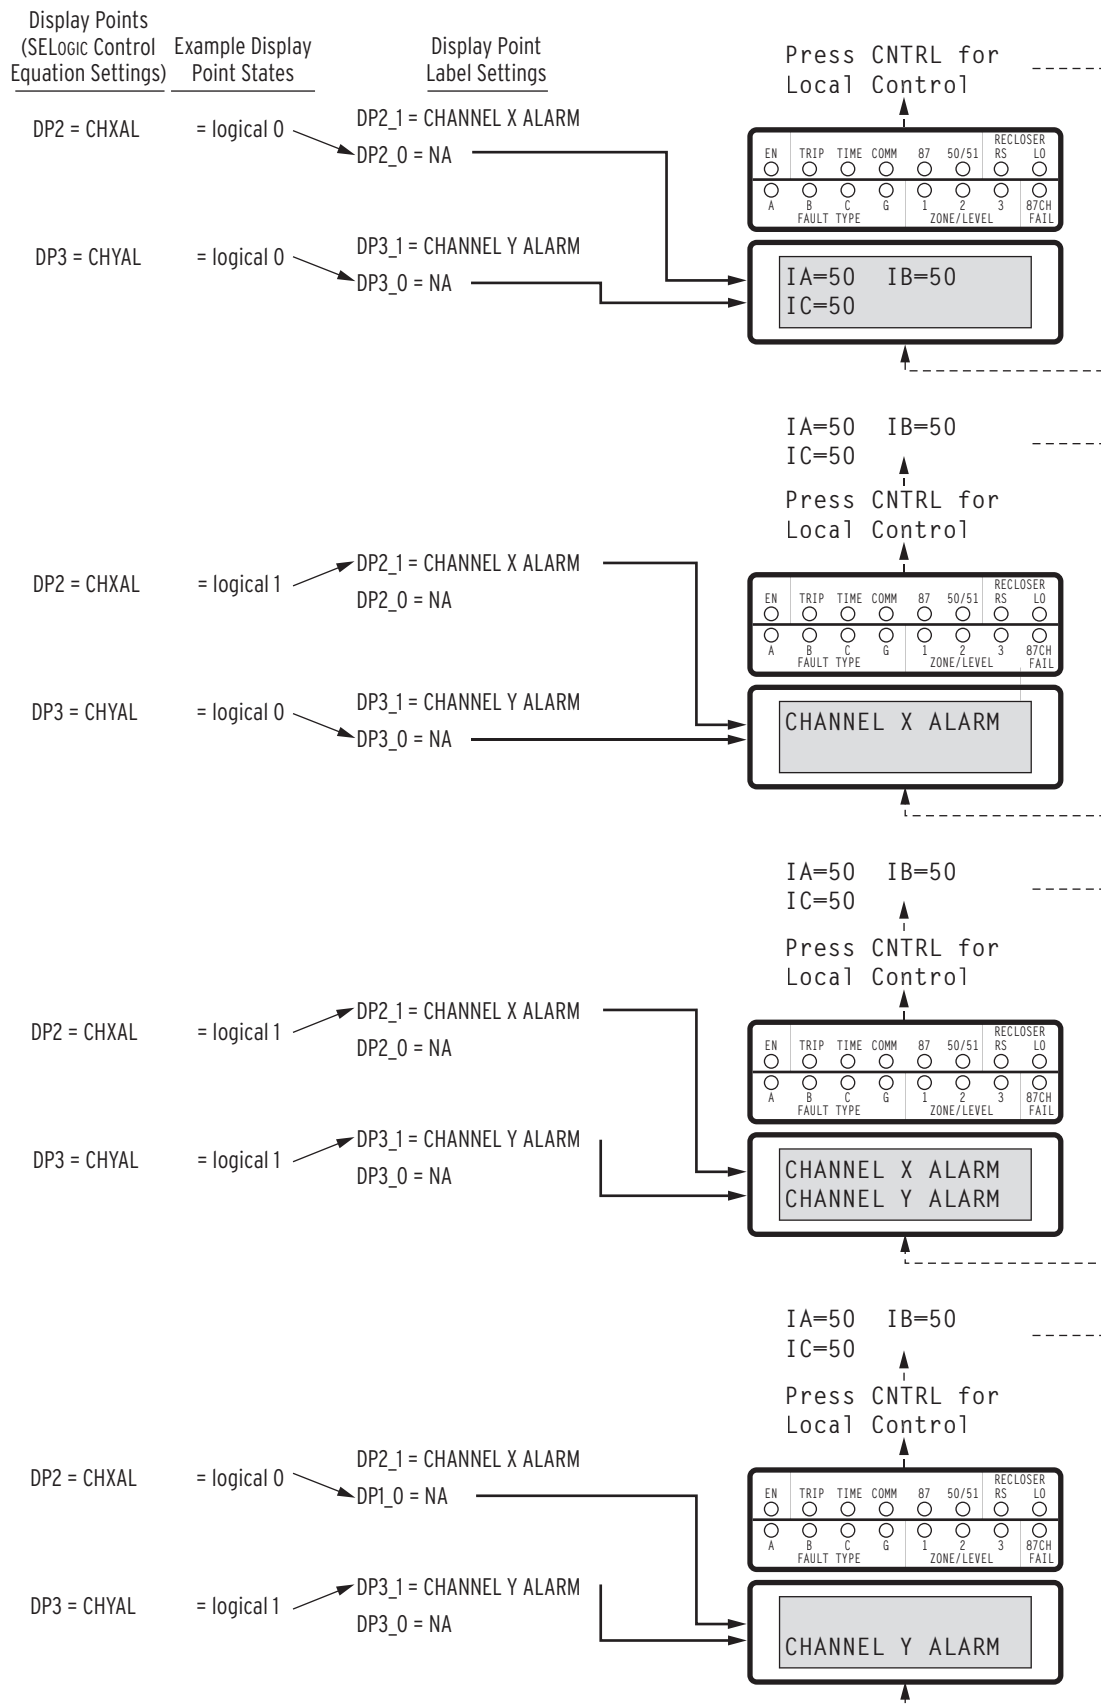 Display Points
(SELOGIC Control
Equation Settings)
Example Display
Point States
Display Point
Label Settings
Press CNTRL for
Local Control
DP2 = CHXAL
= logical 0
DP2_1 = CHANNEL X ALARM
DP2_0 = NA
RECLOSER
EN TRIP TIME COMM 87 50/51 RS LO
A B C G 1 2 3 87CH
FAULT TYPE ZONE/LEVEL FAIL
DP3 = CHYAL
= logical 0
DP3_1 = CHANNEL Y ALARM
DP3_0 = NA
IA=50 IB=50
IC=50
IA=50 IB=50
IC=50
Press CNTRL for
Local Control
DP2 = CHXAL
= logical 1
DP2_1 = CHANNEL X ALARM
DP2_0 = NA
RECLOSER
EN TRIP TIME COMM 87 50/51 RS LO
A B C G 1 2 3 87CH
FAULT TYPE ZONE/LEVEL FAIL
DP3 = CHYAL
= logical 0
DP3_1 = CHANNEL Y ALARM
DP3_0 = NA
CHANNEL X ALARM
IA=50 IB=50
IC=50
Press CNTRL for
Local Control
DP2 = CHXAL
= logical 1
DP2_1 = CHANNEL X ALARM
DP2_0 = NA
RECLOSER
EN TRIP TIME COMM 87 50/51 RS LO
A B C G 1 2 3 87CH
FAULT TYPE ZONE/LEVEL FAIL
DP3 = CHYAL
= logical 1
DP3_1 = CHANNEL Y ALARM
DP3_0 = NA
CHANNEL X ALARM
CHANNEL Y ALARM
IA=50 IB=50
IC=50
Press CNTRL for
Local Control
DP2 = CHXAL
= logical 0
DP2_1 = CHANNEL X ALARM
DP1_0 = NA
RECLOSER
EN TRIP TIME COMM 87 50/51 RS LO
A B C G 1 2 3 87CH
FAULT TYPE ZONE/LEVEL FAIL
DP3 = CHYAL
= logical 1
DP3_1 = CHANNEL Y ALARM
DP3_0 = NA
CHANNEL Y ALARM